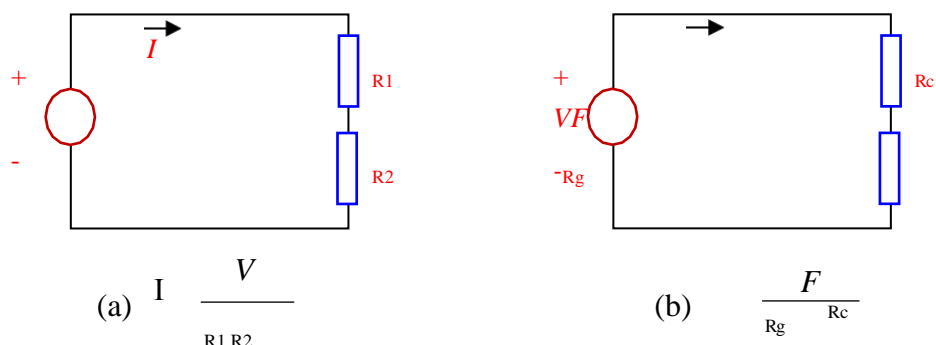 I
+
R1
-
R2
(a) I V
R1 R2
+
Rc
VF
-Rg
(b) F
Rg Rc